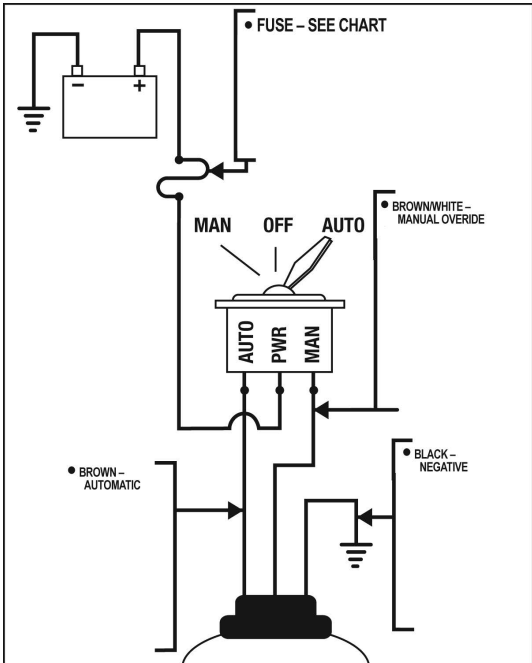 • FUSE – SEE CHART
– +
• BROWN/WHITE –
MANUAL OVERIDE
MAN OFF AUTO
AUTO
PWR
MAN
• BROWN –
AUTOMATIC
• BLACK –
NEGATIVE